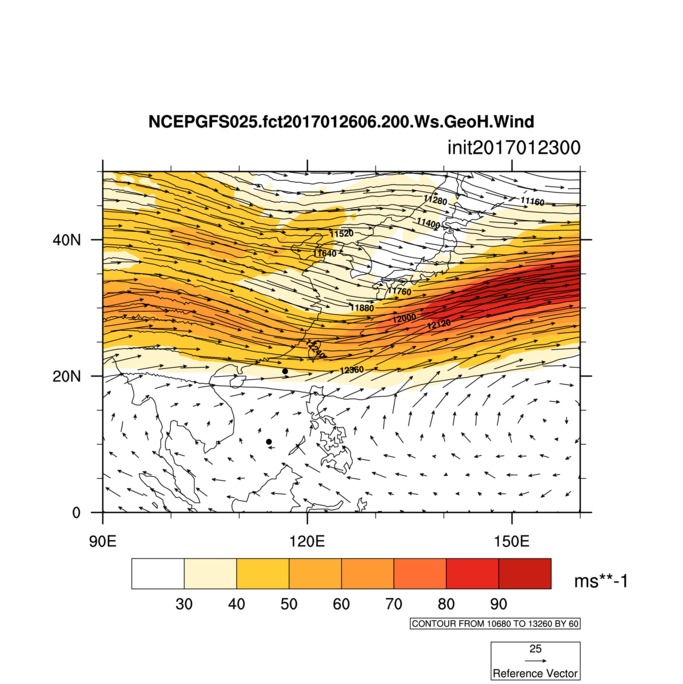 NCEPGFS025.fct2017012606.200.Ws.GeoH.Wind
init2017012300
11280
11160
11400
11520
11640
11760
11880
12000
12120
12240
12360
40N
20N
0
90E 120E 150E
30 40 50 60 70 80 90
ms**-1
CONTOUR FROM 10680 TO 13260 BY 60
25
Reference Vector